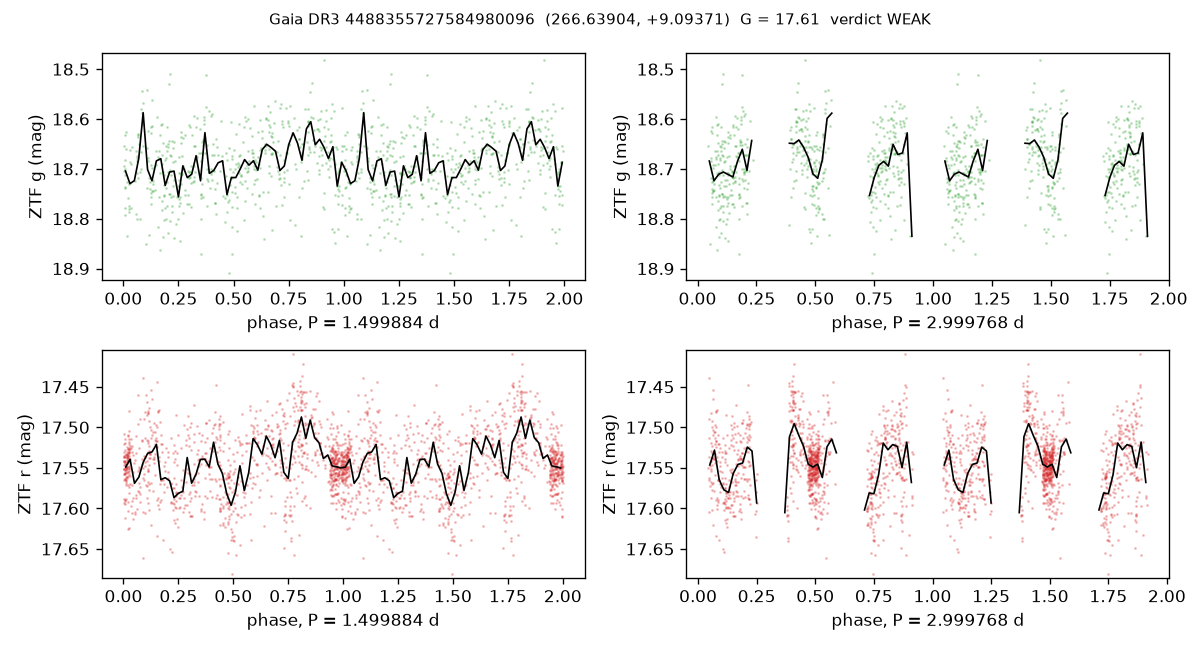 Gaia DR3 4488355727584980096 (266.63904, +9.09371) G = 17.61 verdict WEAK
ZTF g (mag)
18.5
18.6
18.7
18.8
18.9
0.00 0.25 0.50 0.75 1.00 1.25 1.50 1.75 2.00
phase, P = 1.499884 d
ZTF g (mag)
18.5
18.6
18.7
18.8
18.9
0.00 0.25 0.50 0.75 1.00 1.25 1.50 1.75 2.00
phase, P = 2.999768 d
ZTF r (mag)
17.45
17.50
17.55
17.60
17.65
0.00 0.25 0.50 0.75 1.00 1.25 1.50 1.75 2.00
phase, P = 1.499884 d
ZTF r (mag)
17.45
17.50
17.55
17.60
17.65
0.00 0.25 0.50 0.75 1.00 1.25 1.50 1.75 2.00
phase, P = 2.999768 d